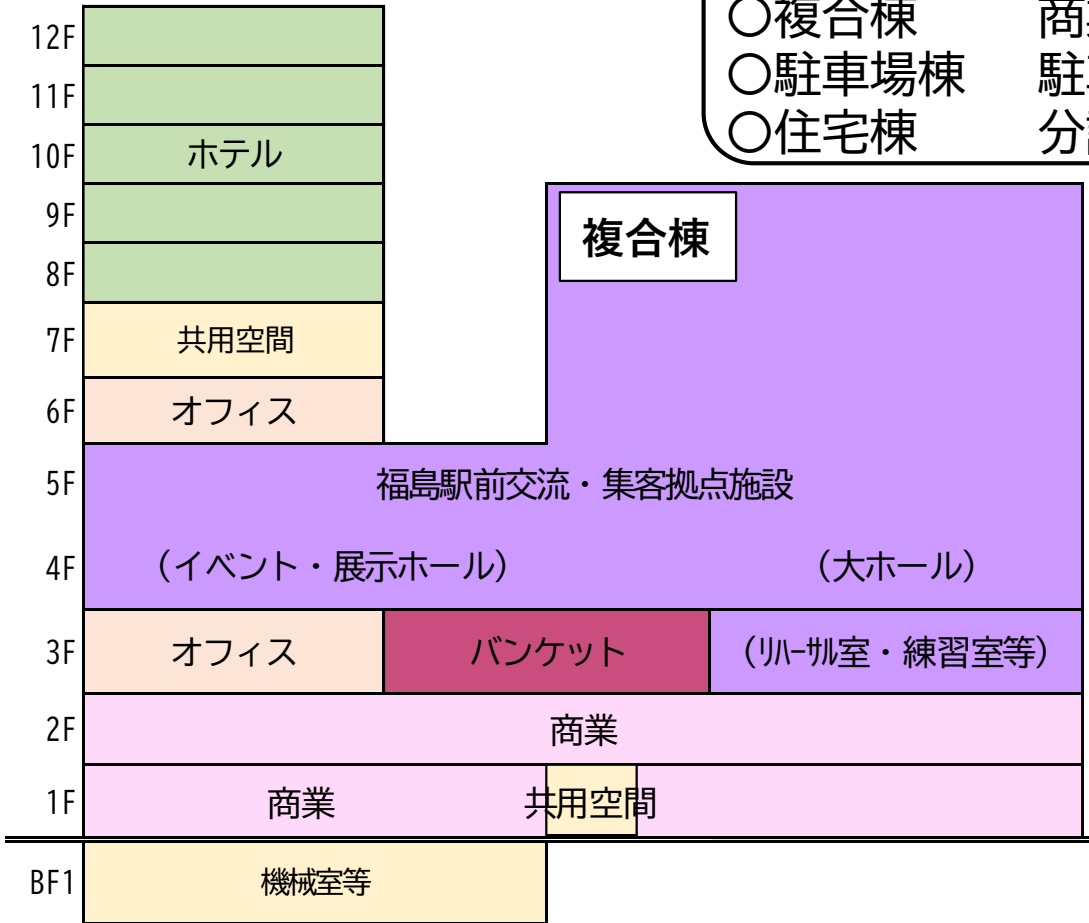 ○複合棟 商
○駐車場棟 駐
○住宅棟 分
12F
11F
10F ホテル
9F
複合棟
8F
7F 共用空間
6F オフィス
5F 福島駅前交流・集客拠点施設
4F （イベント・展示ホール） （大ホール）
3F オフィス バンケット （リハーサル室・練習室等）
2F 商業
1F 商業 共用空間
BF1 機械室等